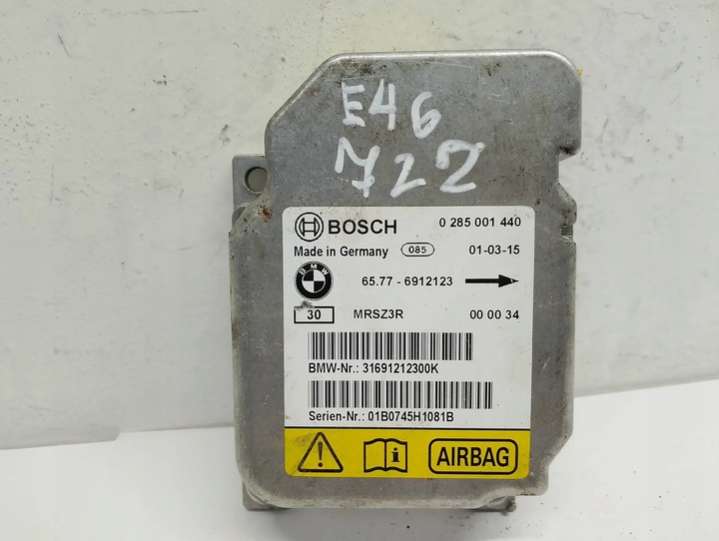 E46
722
BOSCH 0 285 001 440
Made in Germany 085 01-03-15
BMW 65.77 - 6912123
30 MRSZ3R 00 00 34
BMW-Nr.: 31691212300K
Serien-Nr.: 01B0745H1081B
AIRBAG